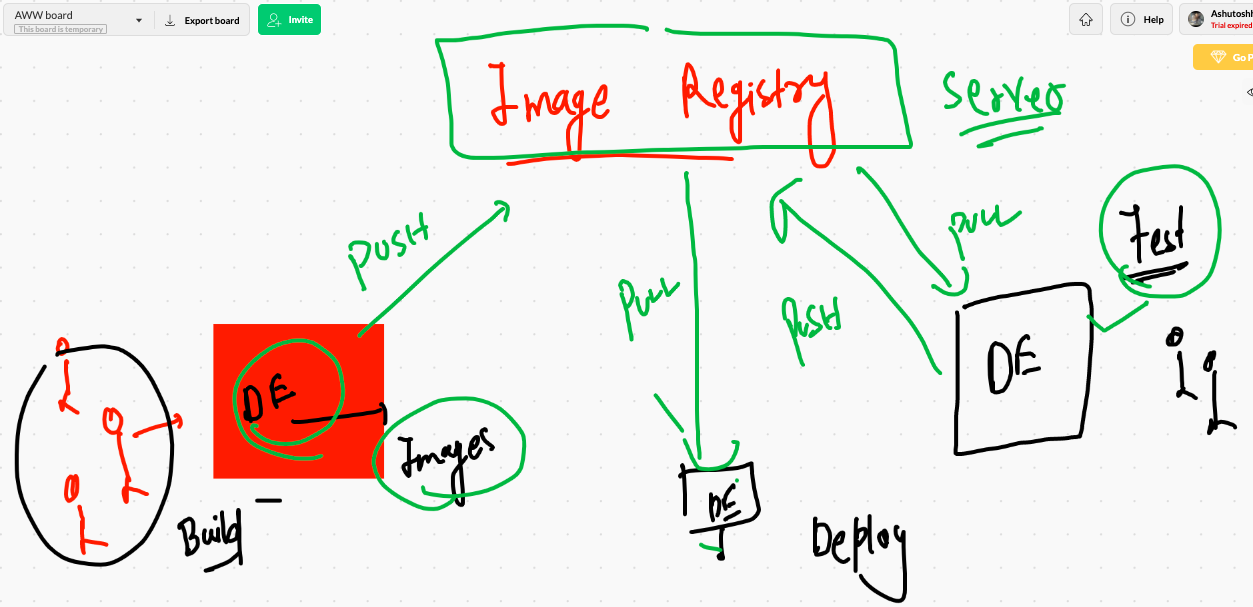 AWW board
This board is temporary
Export board
Invite
Help
Ashutosh
Trial expired
Go P
Image Registry
Server
PUSH
PULL
PUSH
PULL
Test
DE
Images
DE
DE
Build
Deploy